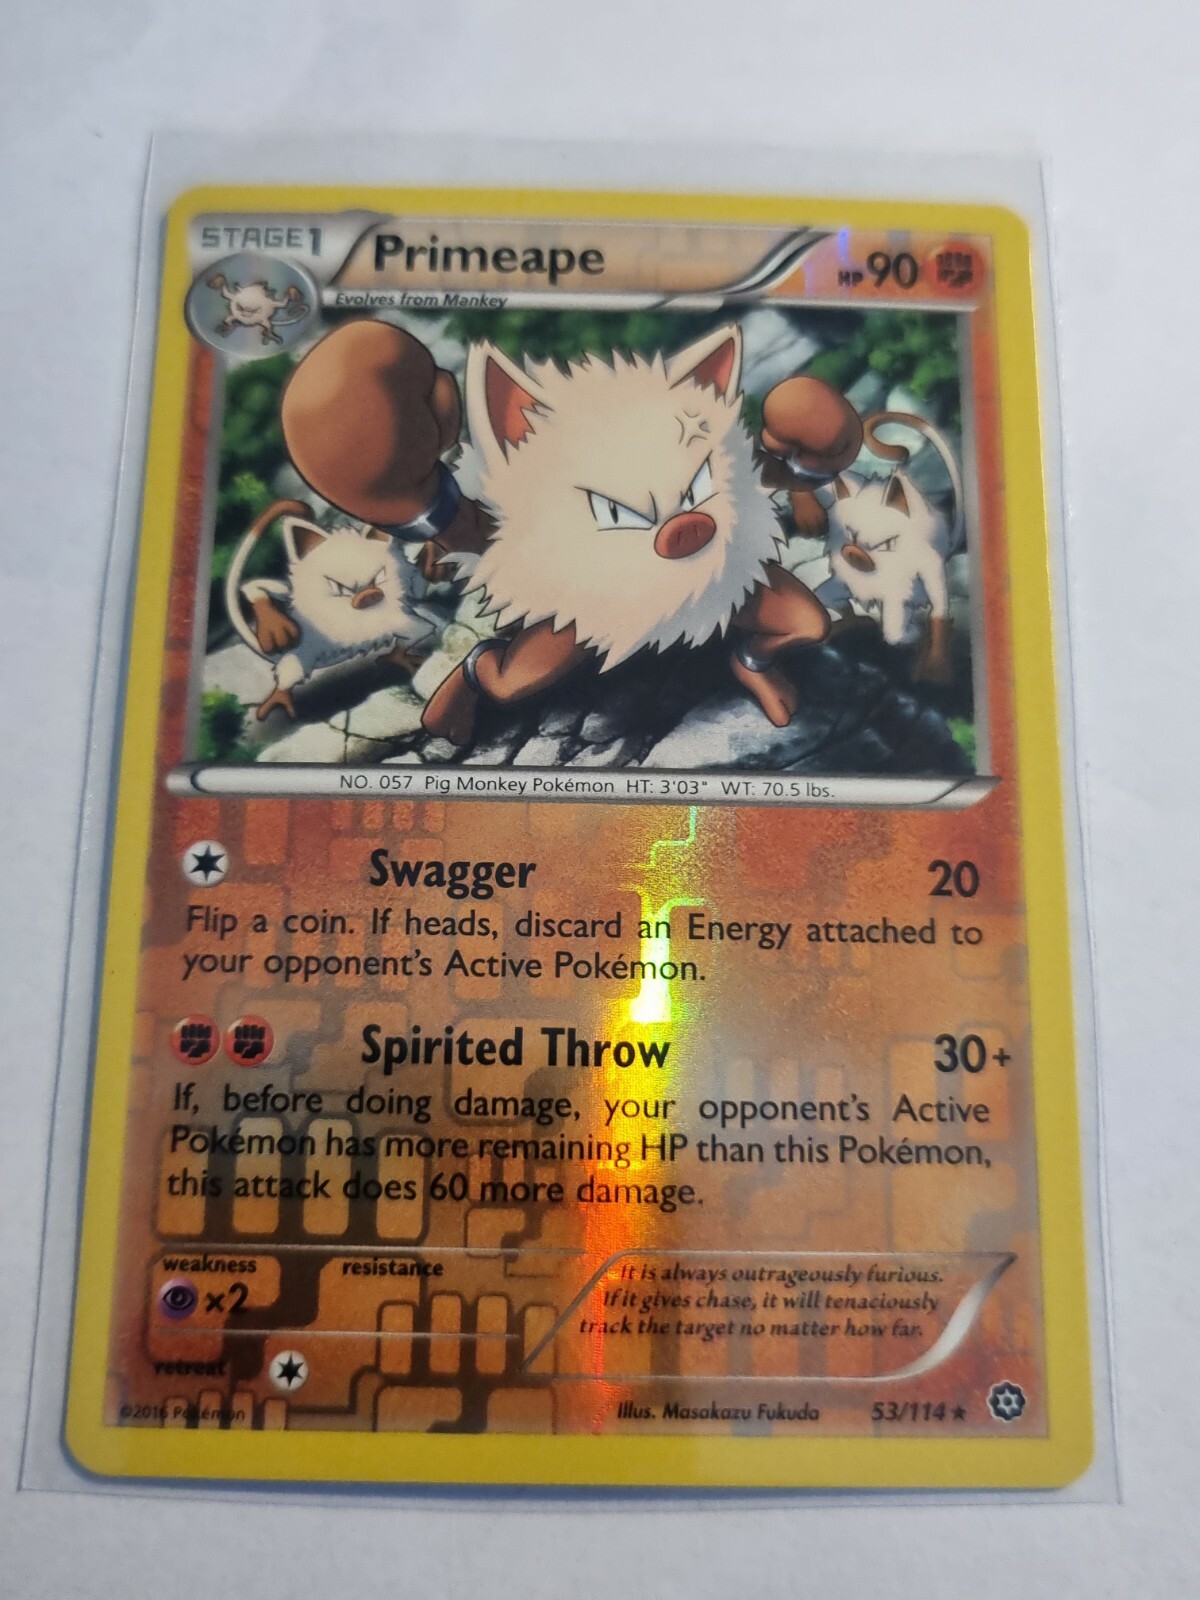 STAGE1
Primeape
HP 90
Evolves from Mankey
NO. 057 Pig Monkey Pokémon HT: 3'03" WT: 70.5 lbs.
Swagger 20
Flip a coin. If heads, discard an Energy attached to
your opponent's Active Pokémon.
Spirited Throw 30+
If, before doing damage, your opponent's Active
Pokémon has more remaining HP than this Pokémon,
this attack does 60 more damage.
weakness
resistance
×2
It is always outrageously furious.
If it gives chase, it will tenaciously
track the target no matter how far.
retreat
©2016 Pokémon
Illus. Masakazu Fukuda
53/114 ★